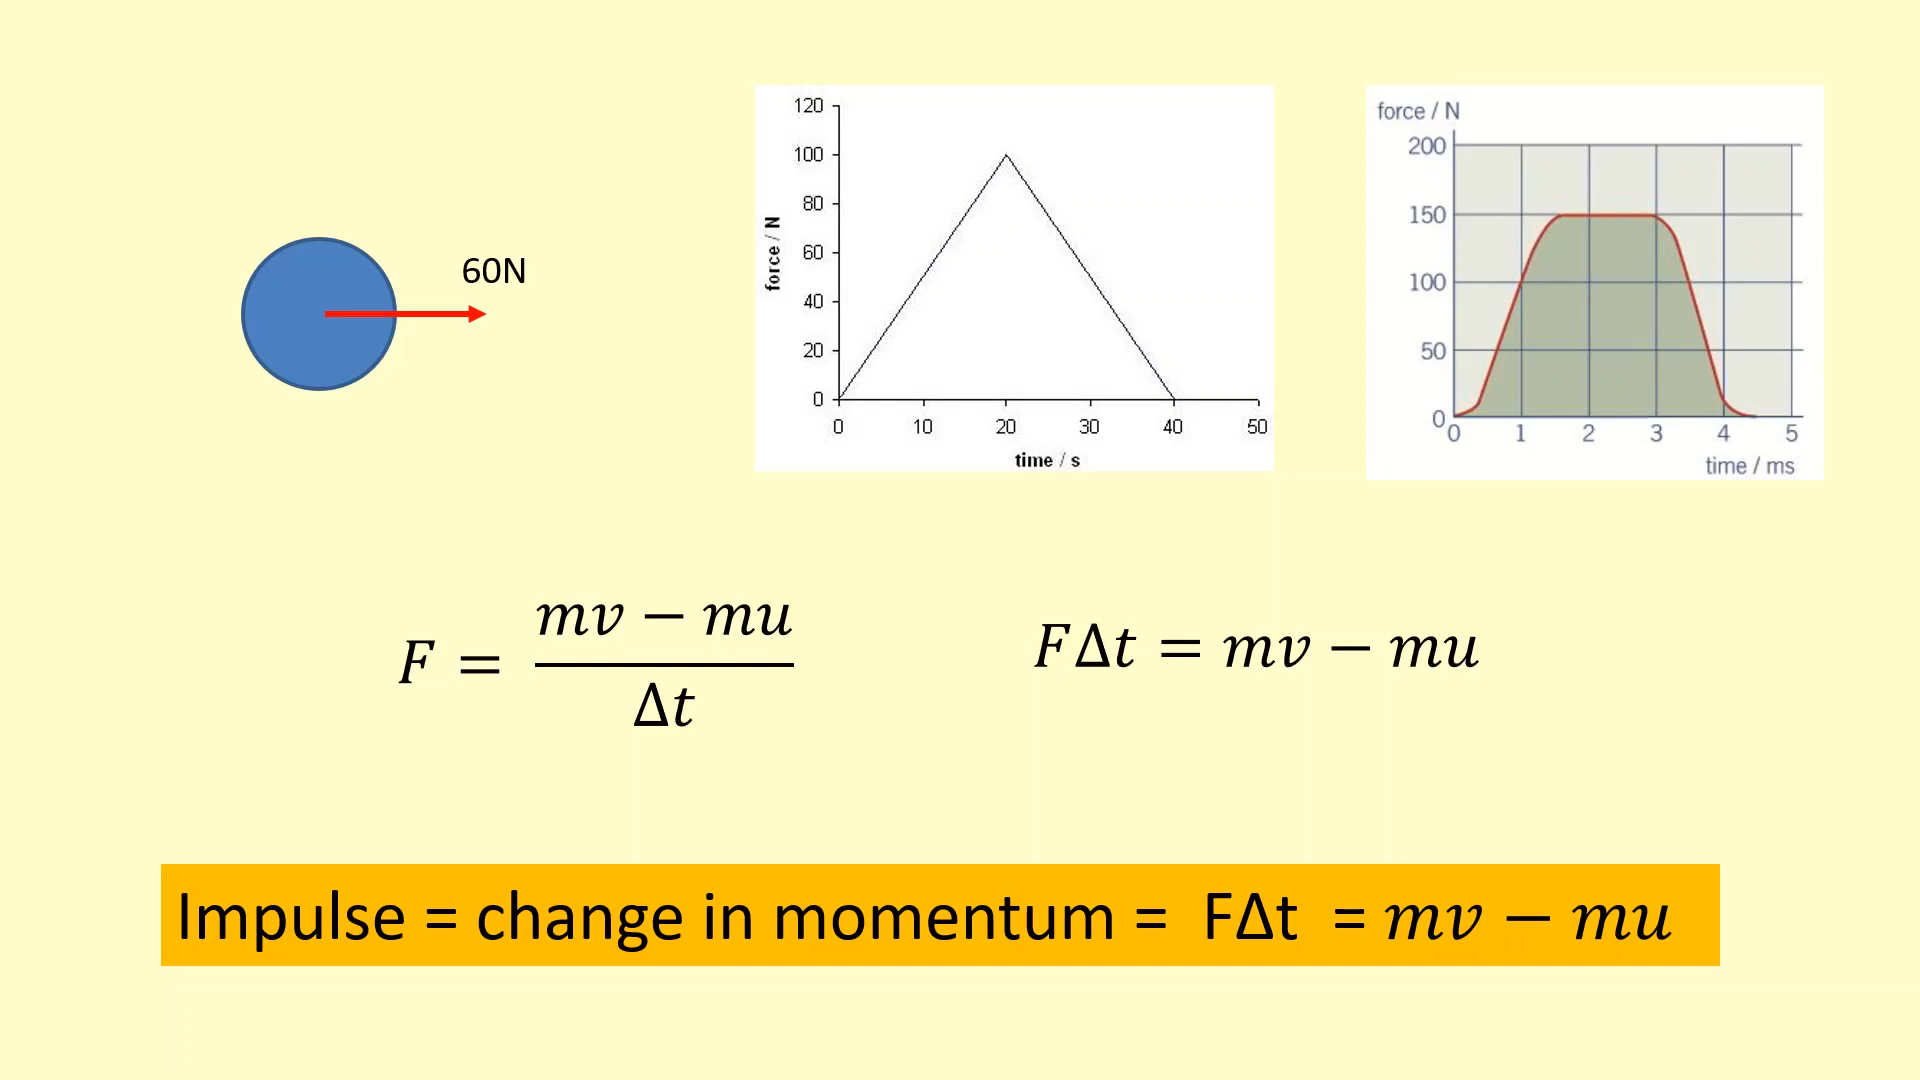 60N
120
100
80
60
40
20
0
force / N
0 10 20 30 40 50
time / s
force / N
200
150
100
50
0
0 1 2 3 4 5
time / ms
F = (mv − mu)/Δt
FΔt = mv − mu
Impulse = change in momentum = FΔt = mv − mu